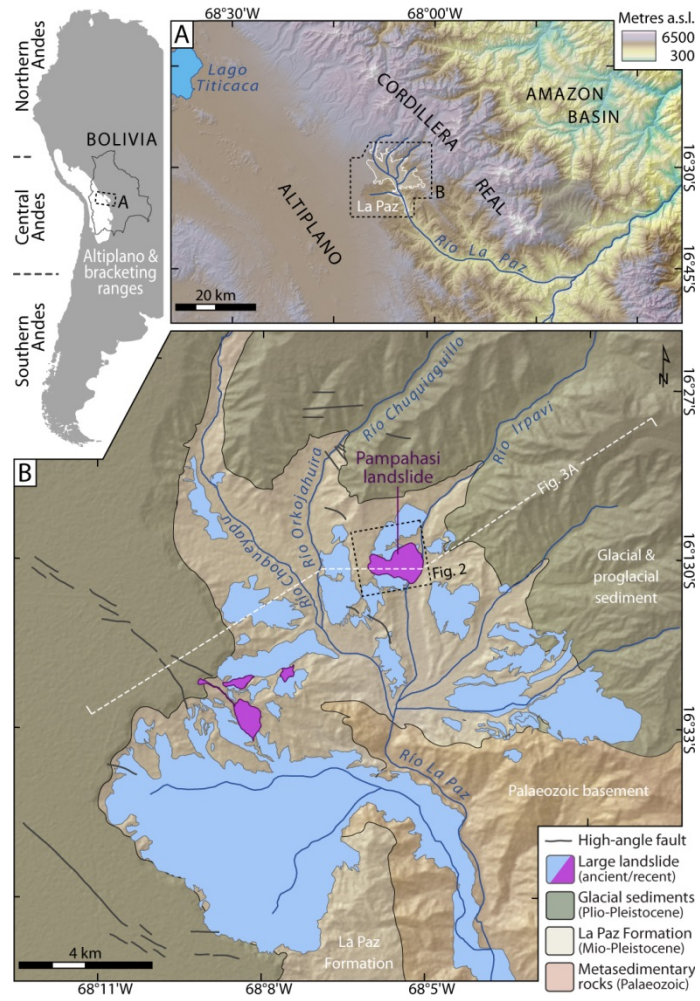 Northern Andes
Central Andes
Southern Andes
BOLIVIA
A
Altiplano &
bracketing
ranges
A
68°30'W
68°00'W
Metres a.s.l.
6500
300
Lago
Titicaca
CORDILLERA
REAL
AMAZON
BASIN
ALTIPLANO
La Paz
B
Río La Paz
20 km
16°30'S
16°45'S
B
N
Río Chuquiaguillo
Río Irpavi
Río Orkojahuira
Río Choqueyapu
Pampahasi
landslide
Fig. 3A
Fig. 2
Glacial &
proglacial
sediment
Río La Paz
Palaeozoic basement
La Paz
Formation
4 km
16°27'S
16°130'S
16°33'S
68°11'W
68°8'W
68°5'W
High-angle fault
Large landslide
(ancient/recent)
Glacial sediments
(Plio-Pleistocene)
La Paz Formation
(Mio-Pleistocene)
Metasedimentary
rocks (Palaeozoic)